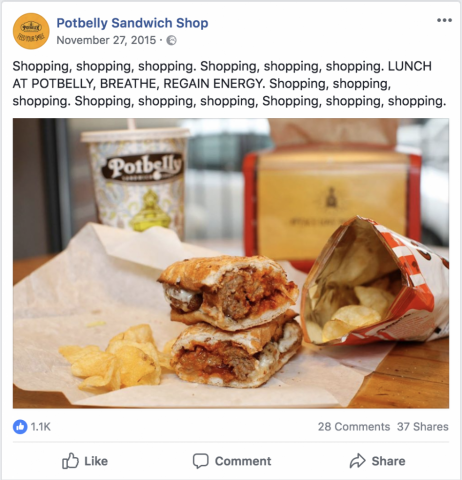 Potbelly Sandwich Shop
November 27, 2015 ·
Shopping, shopping, shopping. Shopping, shopping, shopping. LUNCH
AT POTBELLY, BREATHE, REGAIN ENERGY. Shopping, shopping,
shopping. Shopping, shopping, shopping, Shopping, shopping, shopping.
Potbelly
1.1K
28 Comments 37 Shares
Like
Comment
Share